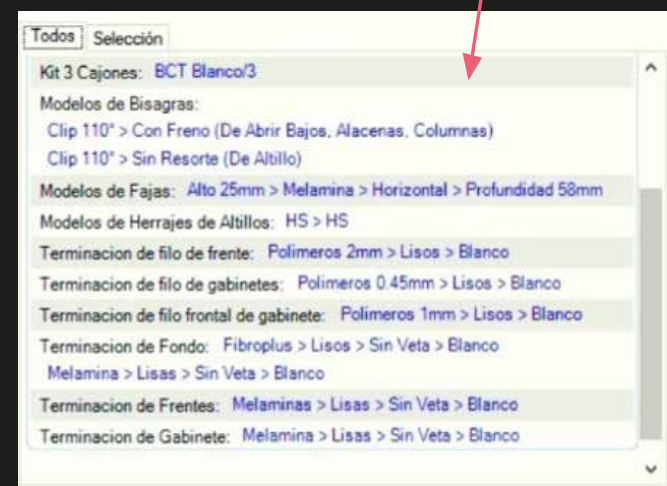 Todos Selección
Kit 3 Cajones: BCT Blanco/3
Modelos de Bisagras:
Clip 110° > Con Freno (De Abrir Bajos, Alacenas, Columnas)
Clip 110° > Sin Resorte (De Altillo)
Modelos de Fajas: Alto 25mm > Melamina > Horizontal > Profundidad 58mm
Modelos de Herrajes de Altillos: HS > HS
Terminacion de filo de frente: Polimeros 2mm > Lisos > Blanco
Terminacion de filo de gabinetes: Polimeros 0.45mm > Lisos > Blanco
Terminacion de filo frontal de gabinete: Polimeros 1mm > Lisos > Blanco
Terminacion de Fondo: Fibroplus > Lisos > Sin Veta > Blanco
Melamina > Lisas > Sin Veta > Blanco
Terminacion de Frentes: Melaminas > Lisas > Sin Veta > Blanco
Terminacion de Gabinete: Melamina > Lisas > Sin Veta > Blanco